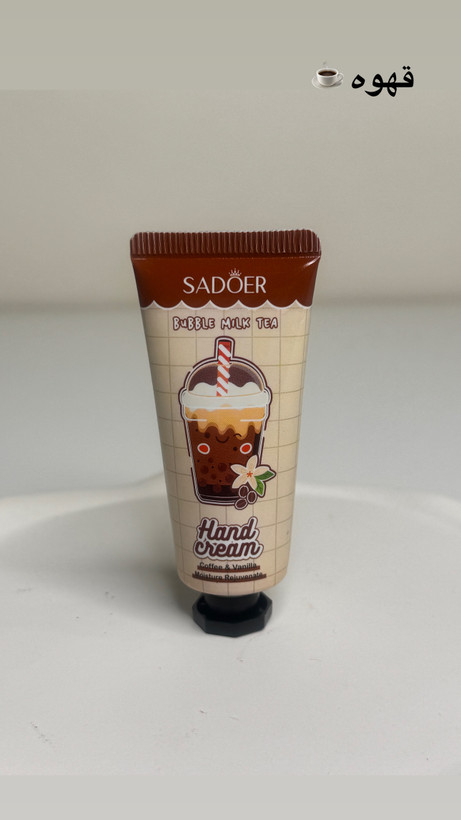 قهوه ☕
SADOER
BUBBLE MILK TEA
Hand
cream
Coffee & Vanilla
Moisture Rejuvenate